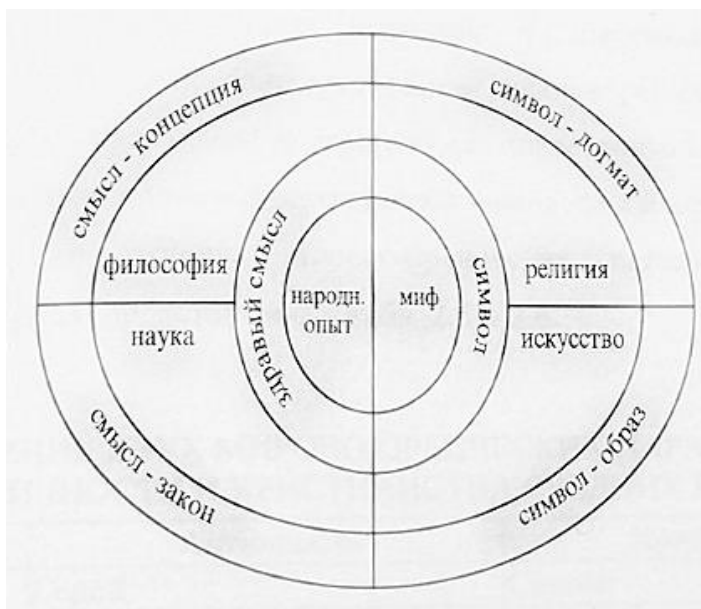 смысл - концепция
символ - догмат
философия
религия
здравый смысл
народн.
опыт
миф
символ
наука
искусство
смысл - закон
символ - образ